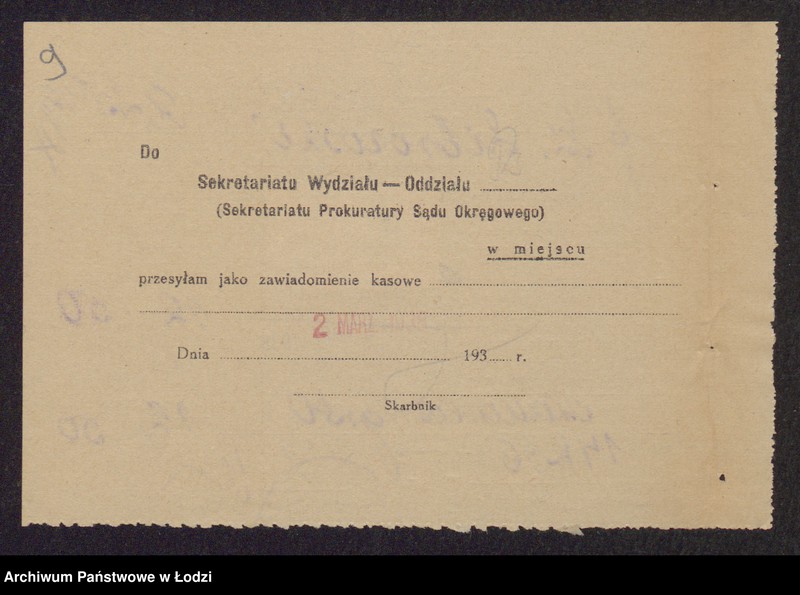 9
Do
Sekretariatu Wydziału — Oddziału ..............
(Sekretariatu Prokuratury Sądu Okręgowego)
w miejscu
przesyłam jako zawiadomienie kasowe ..............
2
Dnia .............. 193...... r.
Skarbnik
Archiwum Państwowe w Łodzi